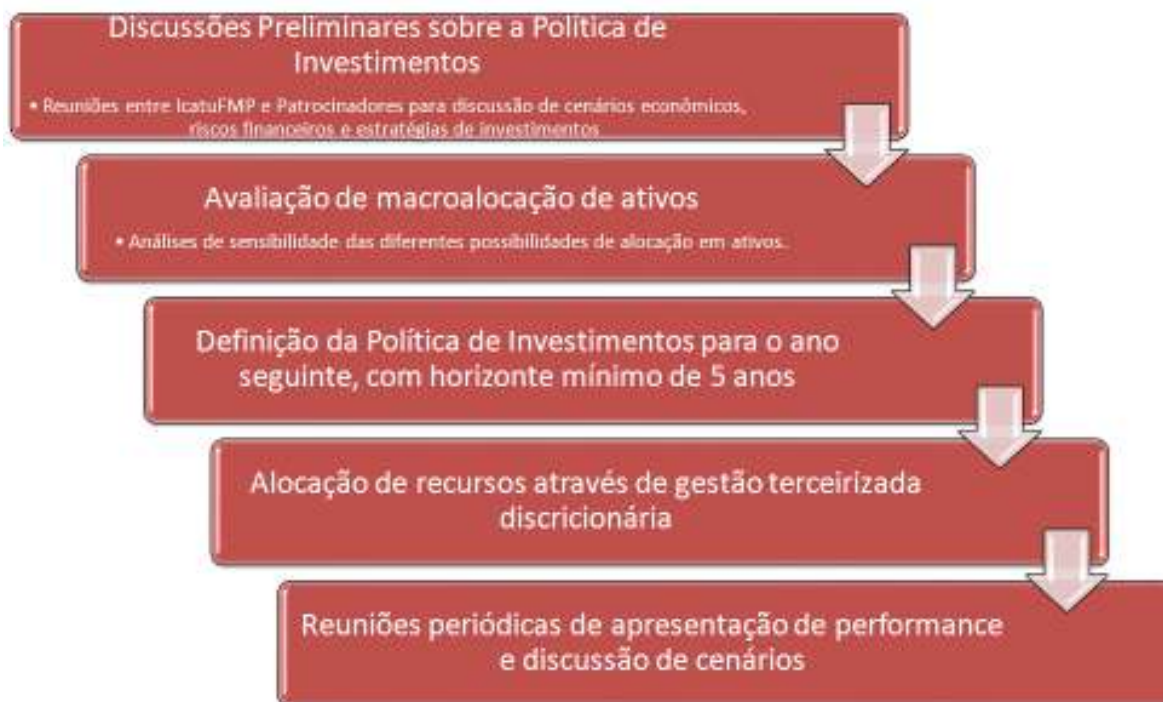 Discussões Preliminares sobre a Política de
Investimentos
• Reuniões entre IcatuFMP e Patrocinadores para discussão de cenários econômicos,
riscos financeiros e estratégias de investimentos
Avaliação de macroalocação de ativos
• Análises de sensibilidade das diferentes possibilidades de alocação em ativos.
Definição da Política de Investimentos para o ano
seguinte, com horizonte mínimo de 5 anos
Alocação de recursos através de gestão terceirizada
discricionária
Reuniões periódicas de apresentação de performance
e discussão de cenários